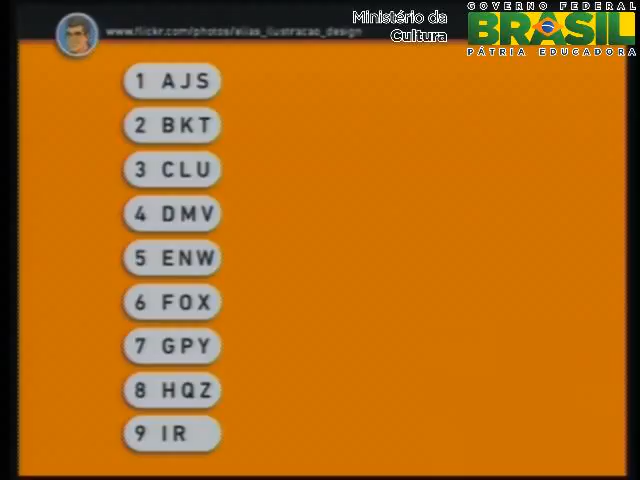 GOVERNO FEDERAL
Ministério da
Cultura
BRASIL
PÁTRIA EDUCADORA
www.flickr.com/photos/elias_ilustracao_design
1 AJS
2 BKT
3 CLU
4 DMV
5 ENW
6 FOX
7 GPY
8 HQZ
9 IR